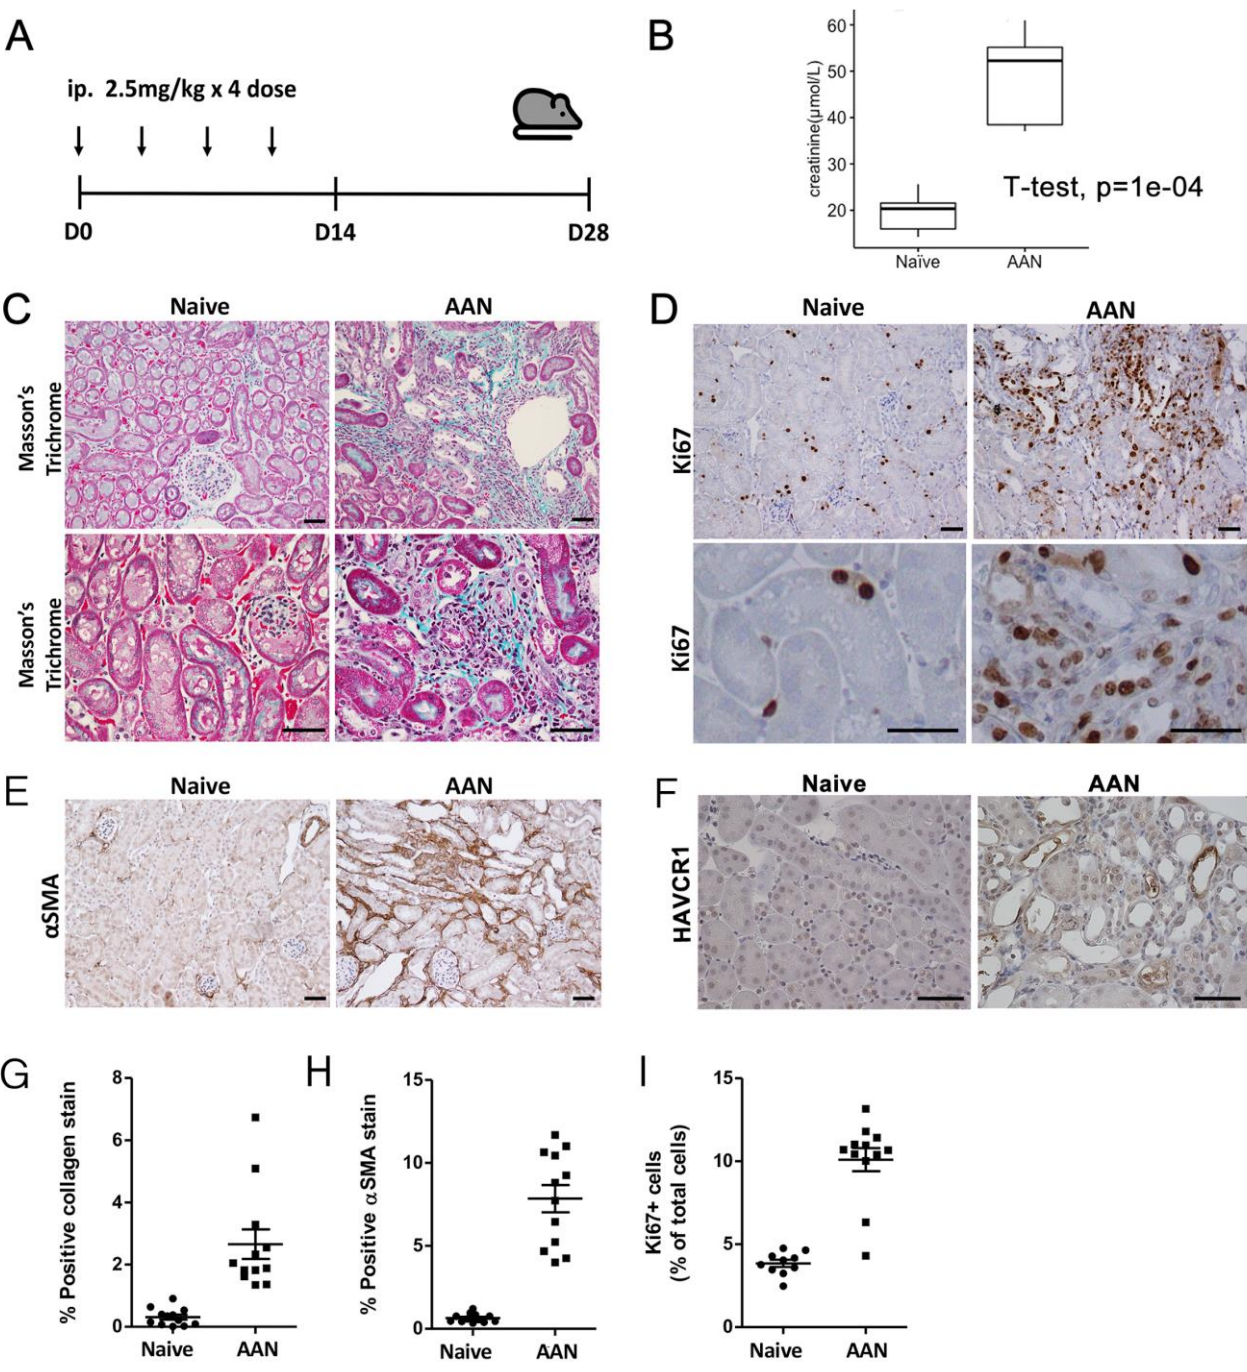 A
ip. 2.5mg/kg x 4 dose
D0 D14 D28
B
creatinine(µmol/L)
60
50
40
30
20
T-test, p=1e-04
Naïve AAN
C
Naive AAN
Masson's
Trichrome
Masson's
Trichrome
D
Naive AAN
Ki67
Ki67
E
Naive AAN
αSMA
F
Naive AAN
HAVCR1
G
% Positive collagen stain
8
6
4
2
0
Naive AAN
H
% Positive αSMA stain
15
10
5
0
Naive AAN
I
Ki67+ cells
(% of total cells)
15
10
5
0
Naive AAN